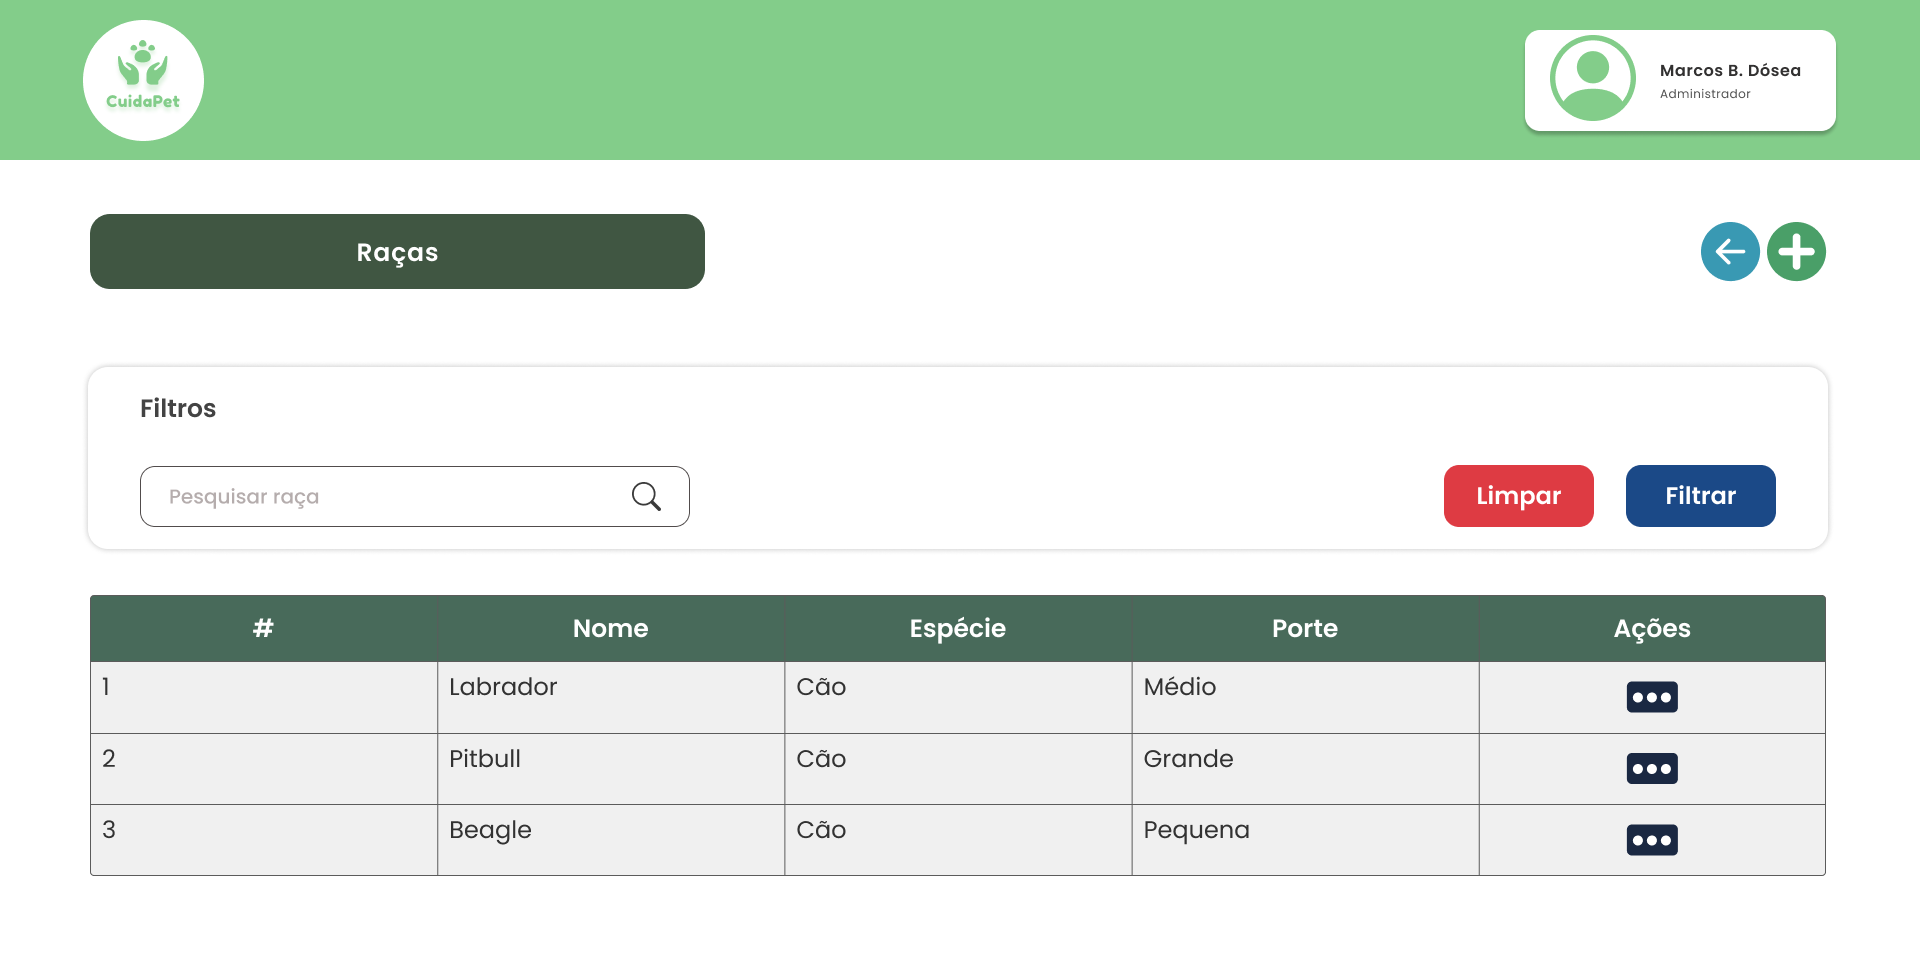 CuidaPet
Marcos B. Dósea
Administrador
Raças
Filtros
Pesquisar raça
Limpar
Filtrar
# Nome Espécie Porte Ações
1 Labrador Cão Médio
2 Pitbull Cão Grande
3 Beagle Cão Pequena